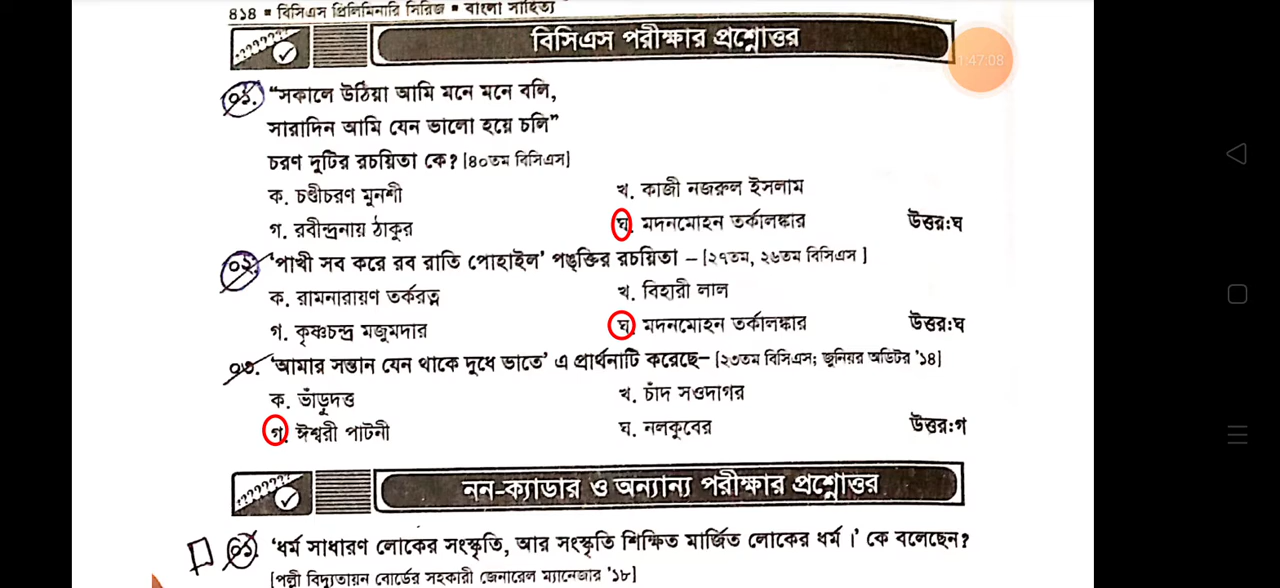 ৪১৪ ■ বিসিএস প্রিলিমিনারি সিরিজ ■ বাংলা সাহিত্য
বিসিএস পরীক্ষার প্রশ্নোত্তর
1:47:08
০১. “সকালে উঠিয়া আমি মনে মনে বলি,
সারাদিন আমি যেন ভালো হয়ে চলি”
চরণ দুটির রচয়িতা কে? [৪০তম বিসিএস]
ক. চণ্ডীচরণ মুনশী খ. কাজী নজরুল ইসলাম
গ. রবীন্দ্রনায় ঠাকুর ঘ. মদনমোহন তর্কালঙ্কার উত্তর:ঘ
০২. ‘পাখী সব করে রব রাতি পোহাইল’ পঙ্‌ক্তির রচয়িতা – [২৭তম, ২৬তম বিসিএস ]
ক. রামনারায়ণ তর্করত্ন খ. বিহারী লাল
গ. কৃষ্ণচন্দ্র মজুমদার ঘ. মদনমোহন তর্কালঙ্কার উত্তর:ঘ
০৩. ‘আমার সন্তান যেন থাকে দুধে ভাতে’ এ প্রার্থনাটি করেছে– [২৩তম বিসিএস; জুনিয়র অডিটর '১৪]
ক. ভাঁড়ুদত্ত খ. চাঁদ সওদাগর
গ. ঈশ্বরী পাটনী ঘ. নলকুবের উত্তর:গ
নন-ক্যাডার ও অন্যান্য পরীক্ষার প্রশ্নোত্তর
০১. ‘ধর্ম সাধারণ লোকের সংস্কৃতি, আর সংস্কৃতি শিক্ষিত মার্জিত লোকের ধর্ম।’ কে বলেছেন?
[পল্লী বিদ্যুতায়ন বোর্ডের সহকারী জেনারেল ম্যানেজার '১৮]